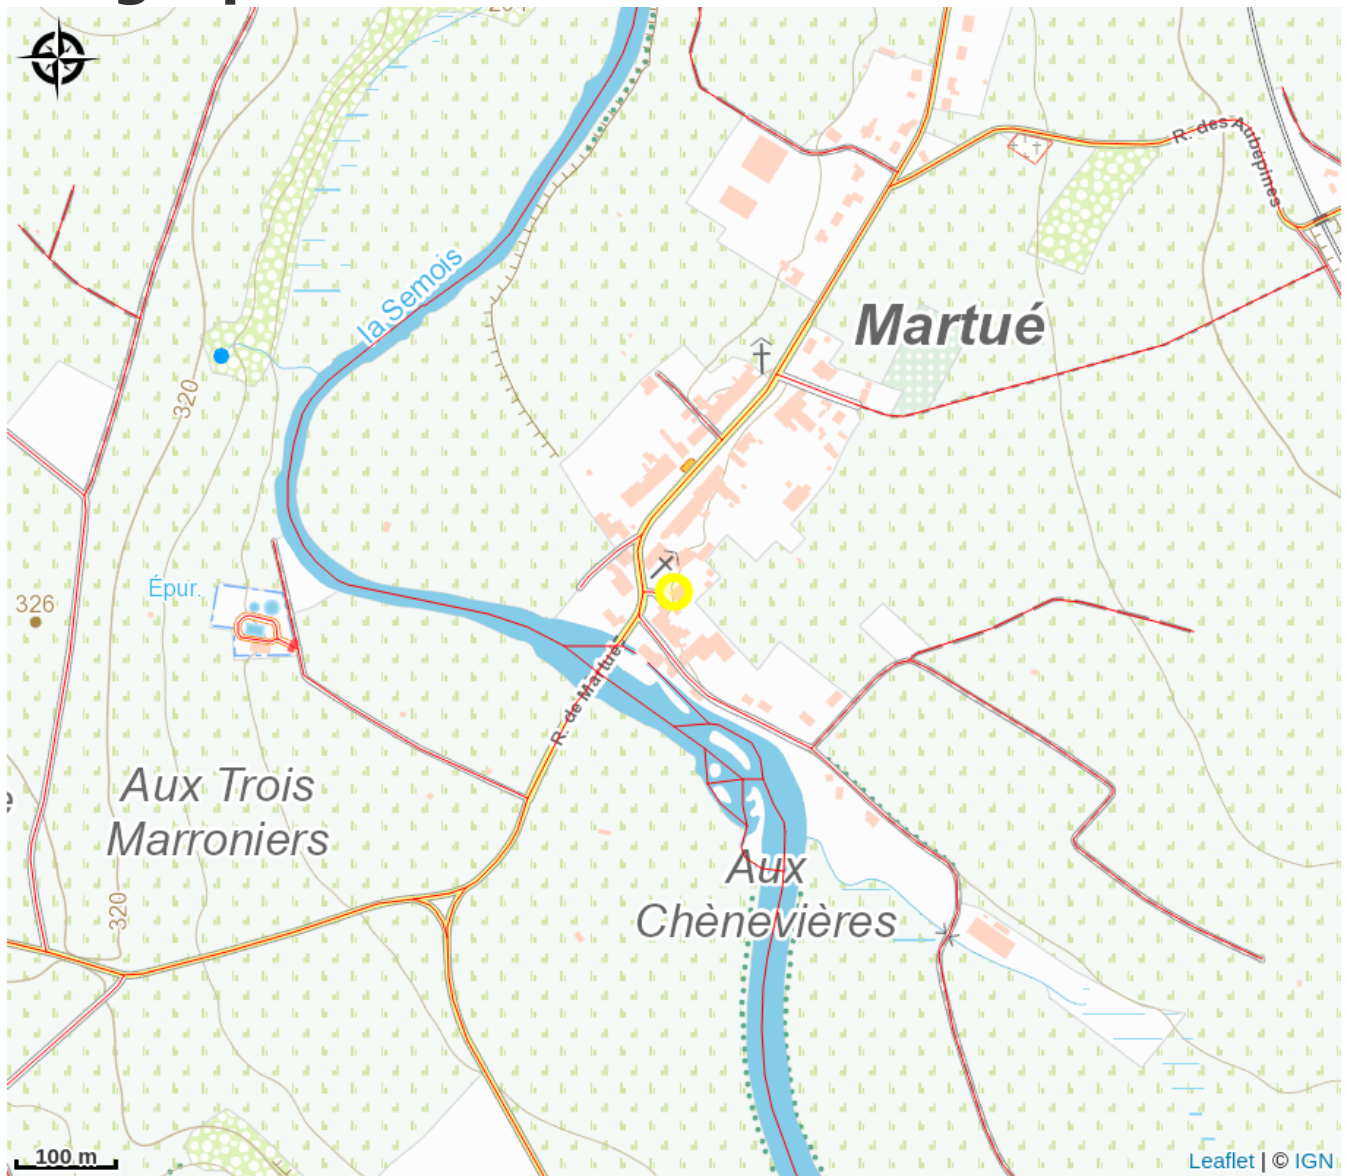 R. des Aubépines
la Semois
Martué
320
Épur.
326
R. de Martué
Aux Trois
Marroniers
Aux
Chènevières
320
100 m
Leaflet | © IGN